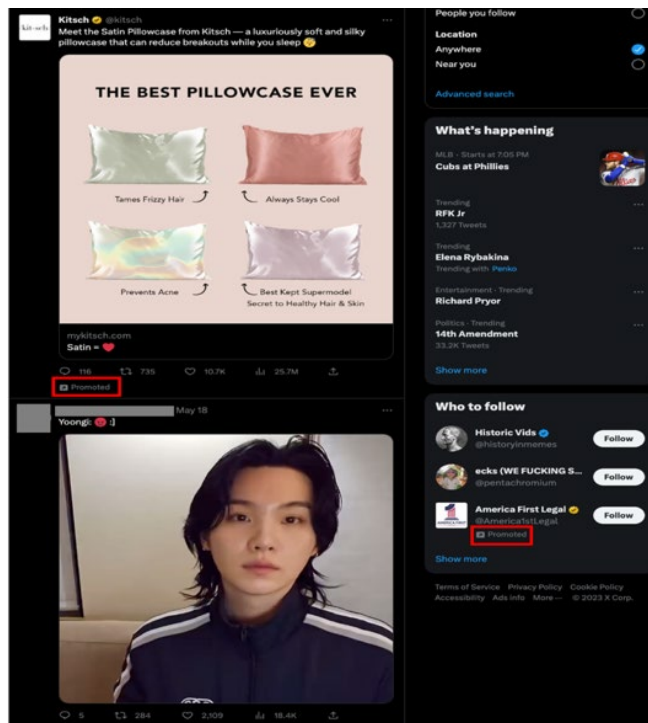 kit·sch
Kitsch @kitsch
Meet the Satin Pillowcase from Kitsch — a luxuriously soft and silky
pillowcase that can reduce breakouts while you sleep 😴
THE BEST PILLOWCASE EVER
Tames Frizzy Hair
Always Stays Cool
Prevents Acne
Best Kept Supermodel
Secret to Healthy Hair & Skin
mykitsch.com
Satin = ❤️
116 735 10.7K 25.7M
Promoted
May 18
Yoongi: 😡 :]
5 284 2,109 18.4K
People you follow
Location
Anywhere
Near you
Advanced search
What's happening
MLB · Starts at 7:05 PM
Cubs at Phillies
Trending
RFK Jr
1,327 Tweets
Trending
Elena Rybakina
Trending with Penko
Entertainment · Trending
Richard Pryor
Politics · Trending
14th Amendment
33.2K Tweets
Show more
Who to follow
Historic Vids
@historyinmemes
Follow
ecks (WE FUCKING S...
@pentachromium
Follow
America First Legal
@America1stLegal
Promoted
Follow
Show more
Terms of Service Privacy Policy Cookie Policy
Accessibility Ads info More ··· © 2023 X Corp.